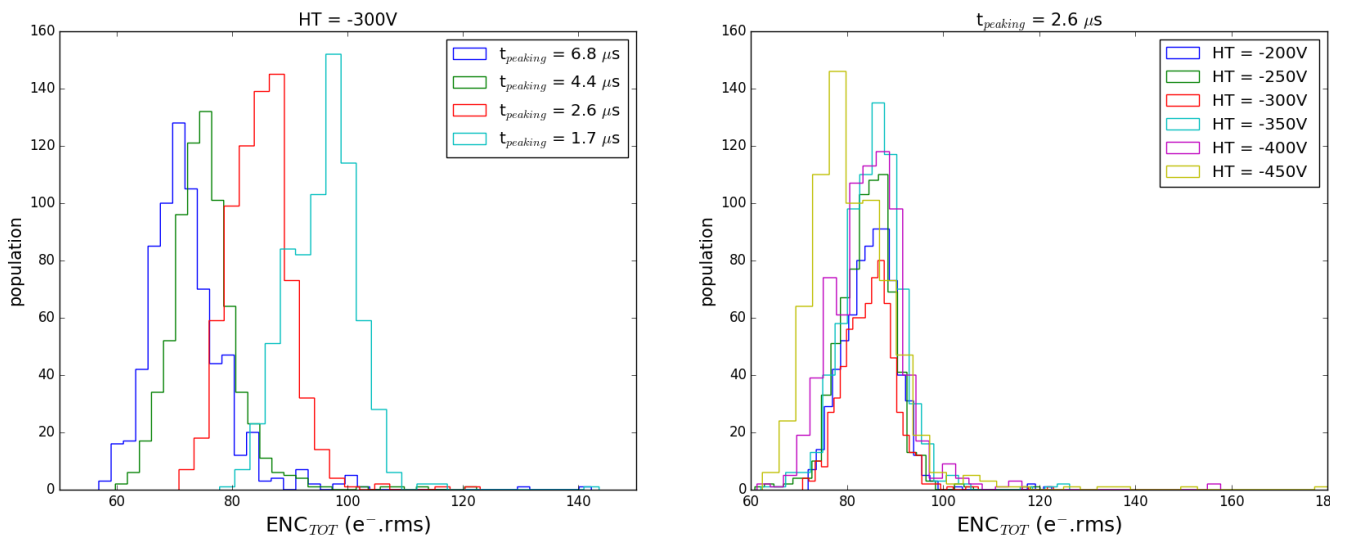 HT = -300V
160
140
120
100
80
60
40
20
0
population
60
80
100
120
140
ENC_TOT (e⁻.rms)
t_peaking = 6.8 μs
t_peaking = 4.4 μs
t_peaking = 2.6 μs
t_peaking = 1.7 μs
t_peaking = 2.6 μs
160
140
120
100
80
60
40
20
0
population
60
80
100
120
140
160
180
ENC_TOT (e⁻.rms)
HT = -200V
HT = -250V
HT = -300V
HT = -350V
HT = -400V
HT = -450V